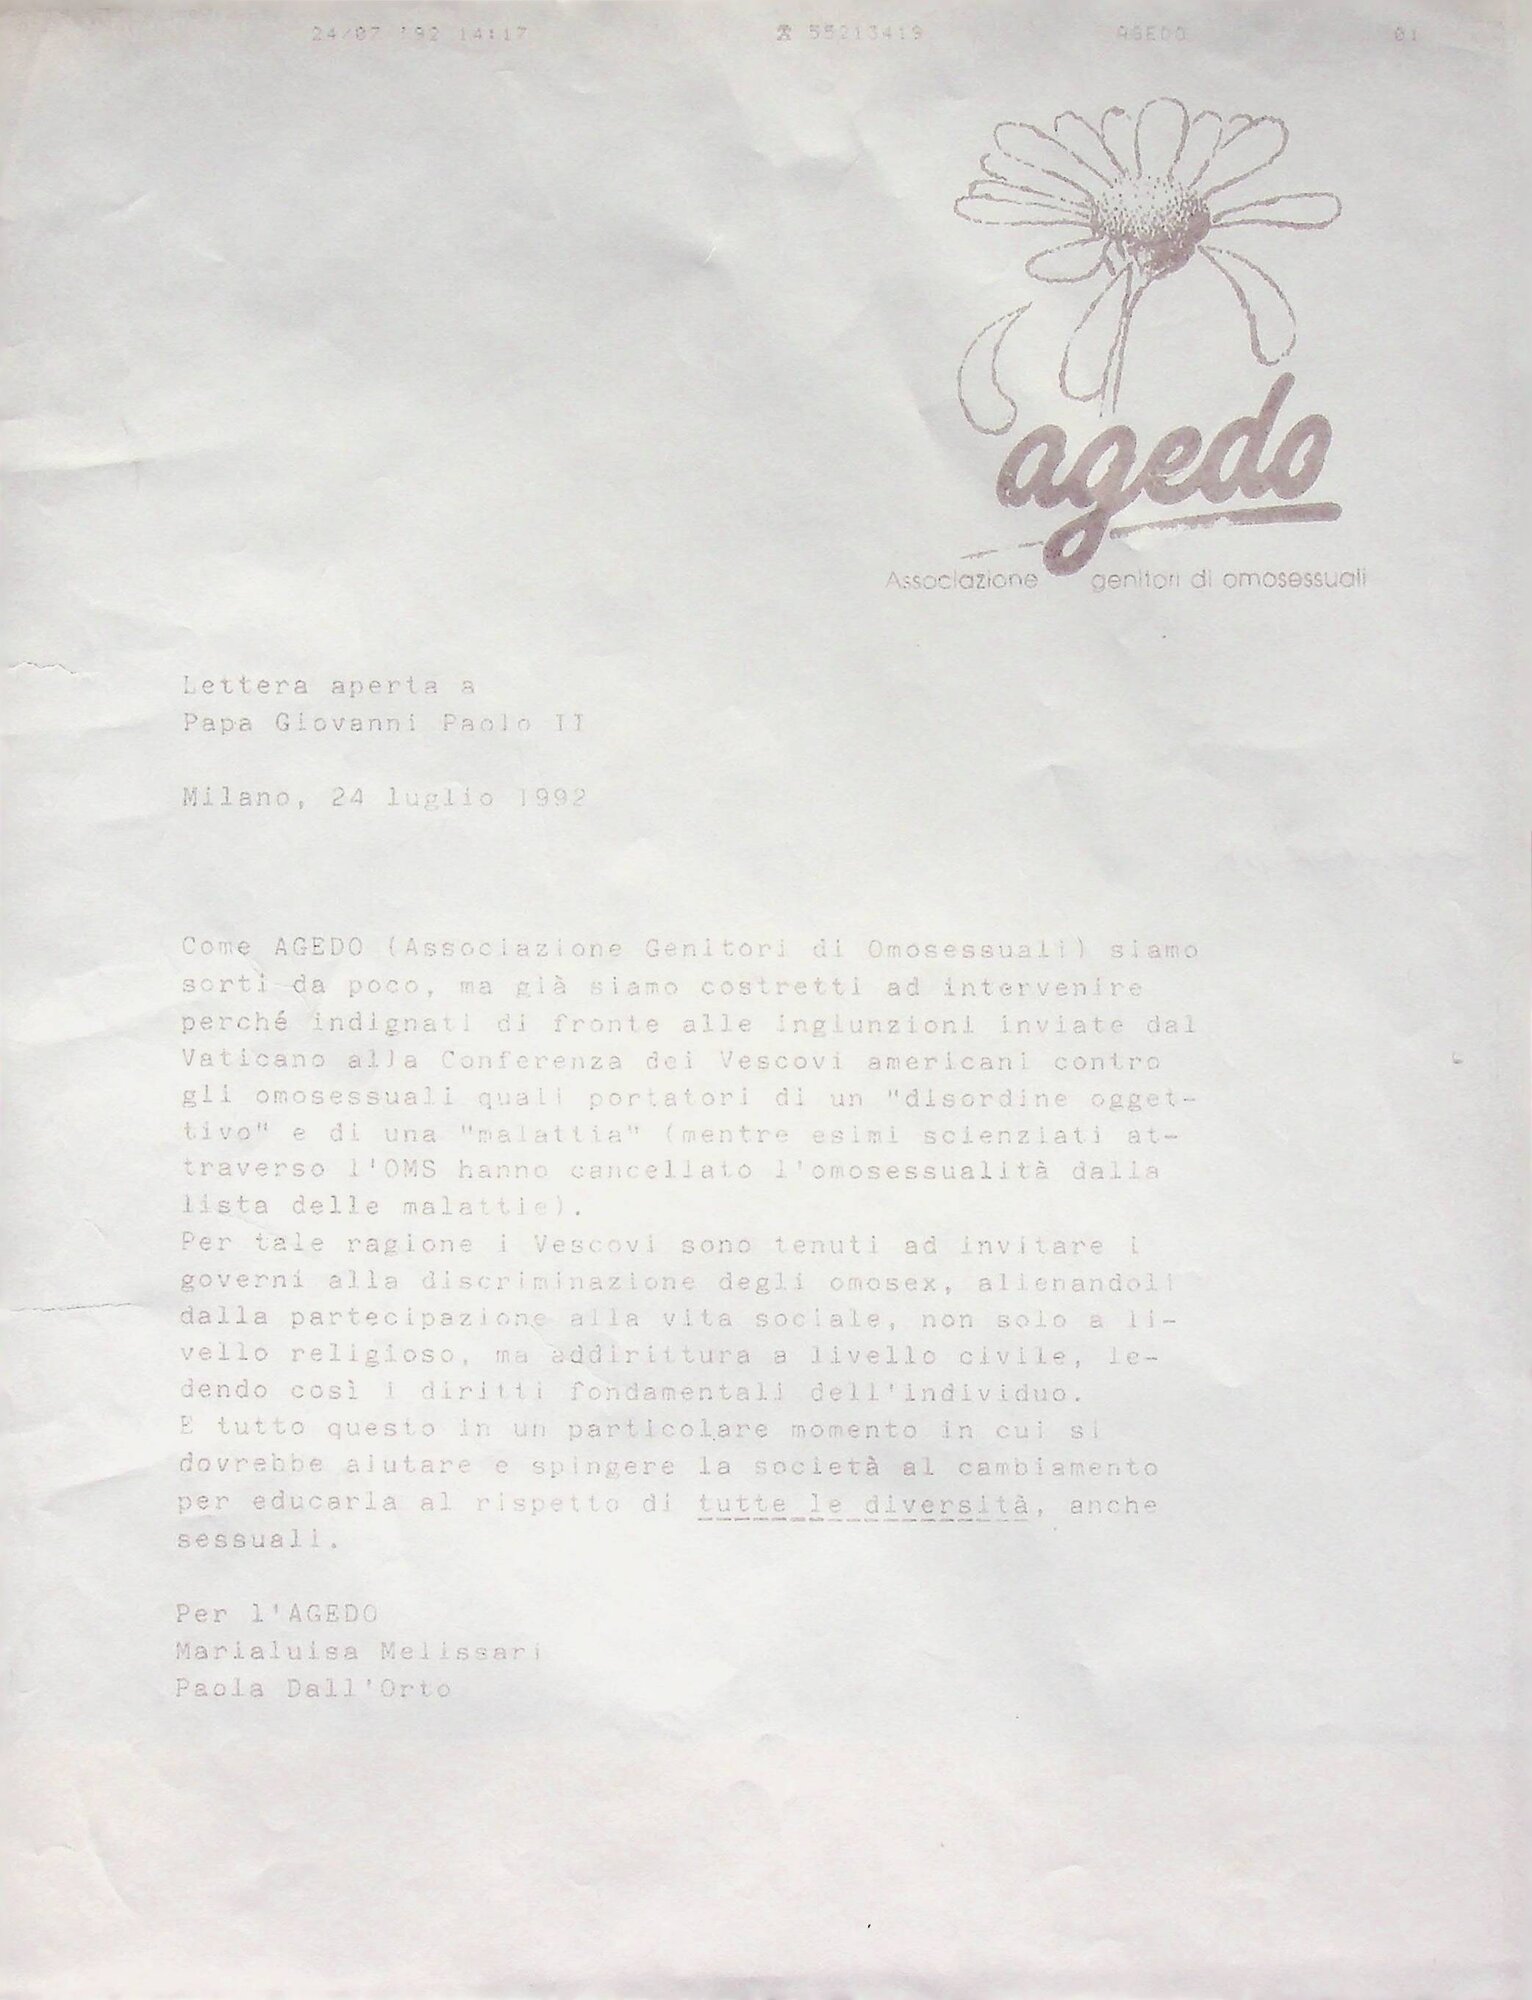 24/07 '92 14:17 55213419 AGEDO 01
agedo
Associazione genitori di omosessuali
Lettera aperta a
Papa Giovanni Paolo II
Milano, 24 luglio 1992
Come AGEDO (Associazione Genitori di Omosessuali) siamo
sorti da poco, ma già siamo costretti ad intervenire
perché indignati di fronte alle ingiunzioni inviate dal
Vaticano alla Conferenza dei Vescovi americani contro
gli omosessuali quali portatori di un "disordine ogget-
tivo" e di una "malattia" (mentre esimi scienziati at-
traverso l'OMS hanno cancellato l'omosessualità dalla
lista delle malattie).
Per tale ragione i Vescovi sono tenuti ad invitare i
governi alla discriminazione degli omosex, alienandoli
dalla partecipazione alla vita sociale, non solo a li-
vello religioso, ma addirittura a livello civile, le-
dendo così i diritti fondamentali dell'individuo.
E tutto questo in un particolare momento in cui si
dovrebbe aiutare e spingere la società al cambiamento
per educarla al rispetto di tutte le diversità, anche
sessuali.
Per l'AGEDO
Marialuisa Melissari
Paola Dall'Orto